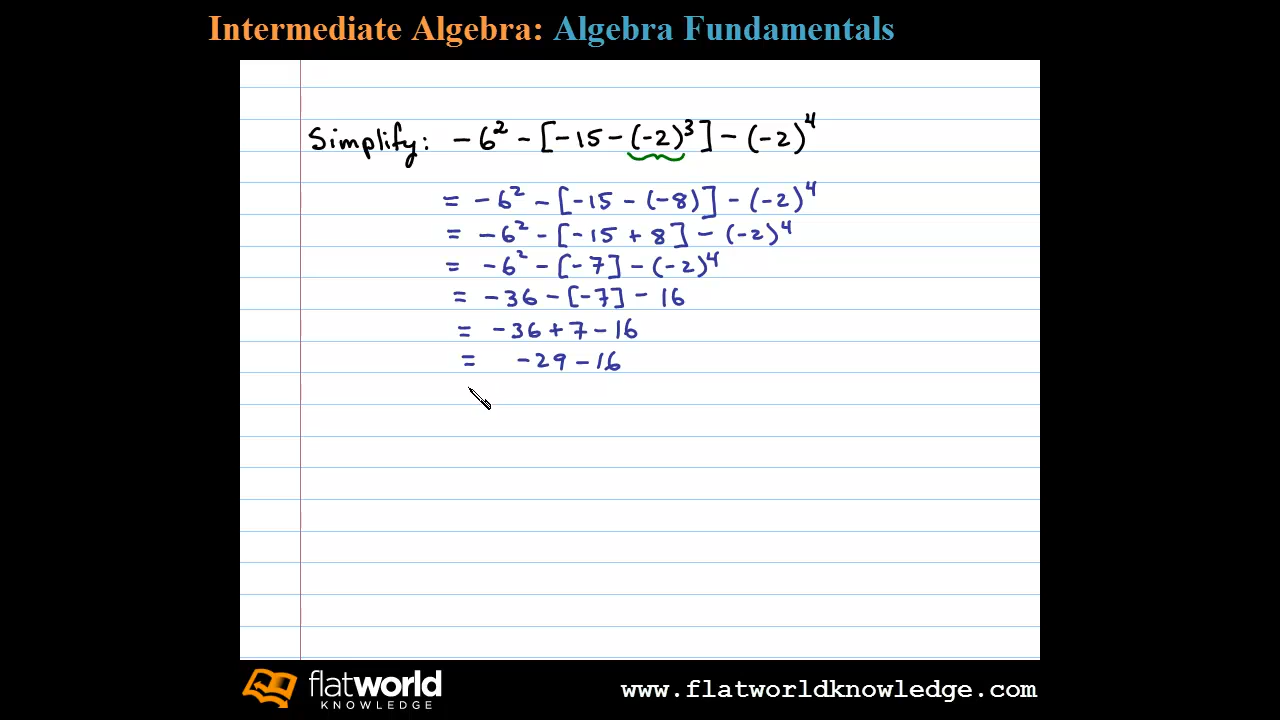 Intermediate Algebra: Algebra Fundamentals
Simplify: -6² - [-15 - (-2)³] - (-2)⁴
= -6² - [-15 - (-8)] - (-2)⁴
= -6² - [-15 + 8] - (-2)⁴
= -6² - [-7] - (-2)⁴
= -36 - [-7] - 16
= -36 + 7 - 16
= -29 - 16
flatworld
KNOWLEDGE
www.flatworldknowledge.com